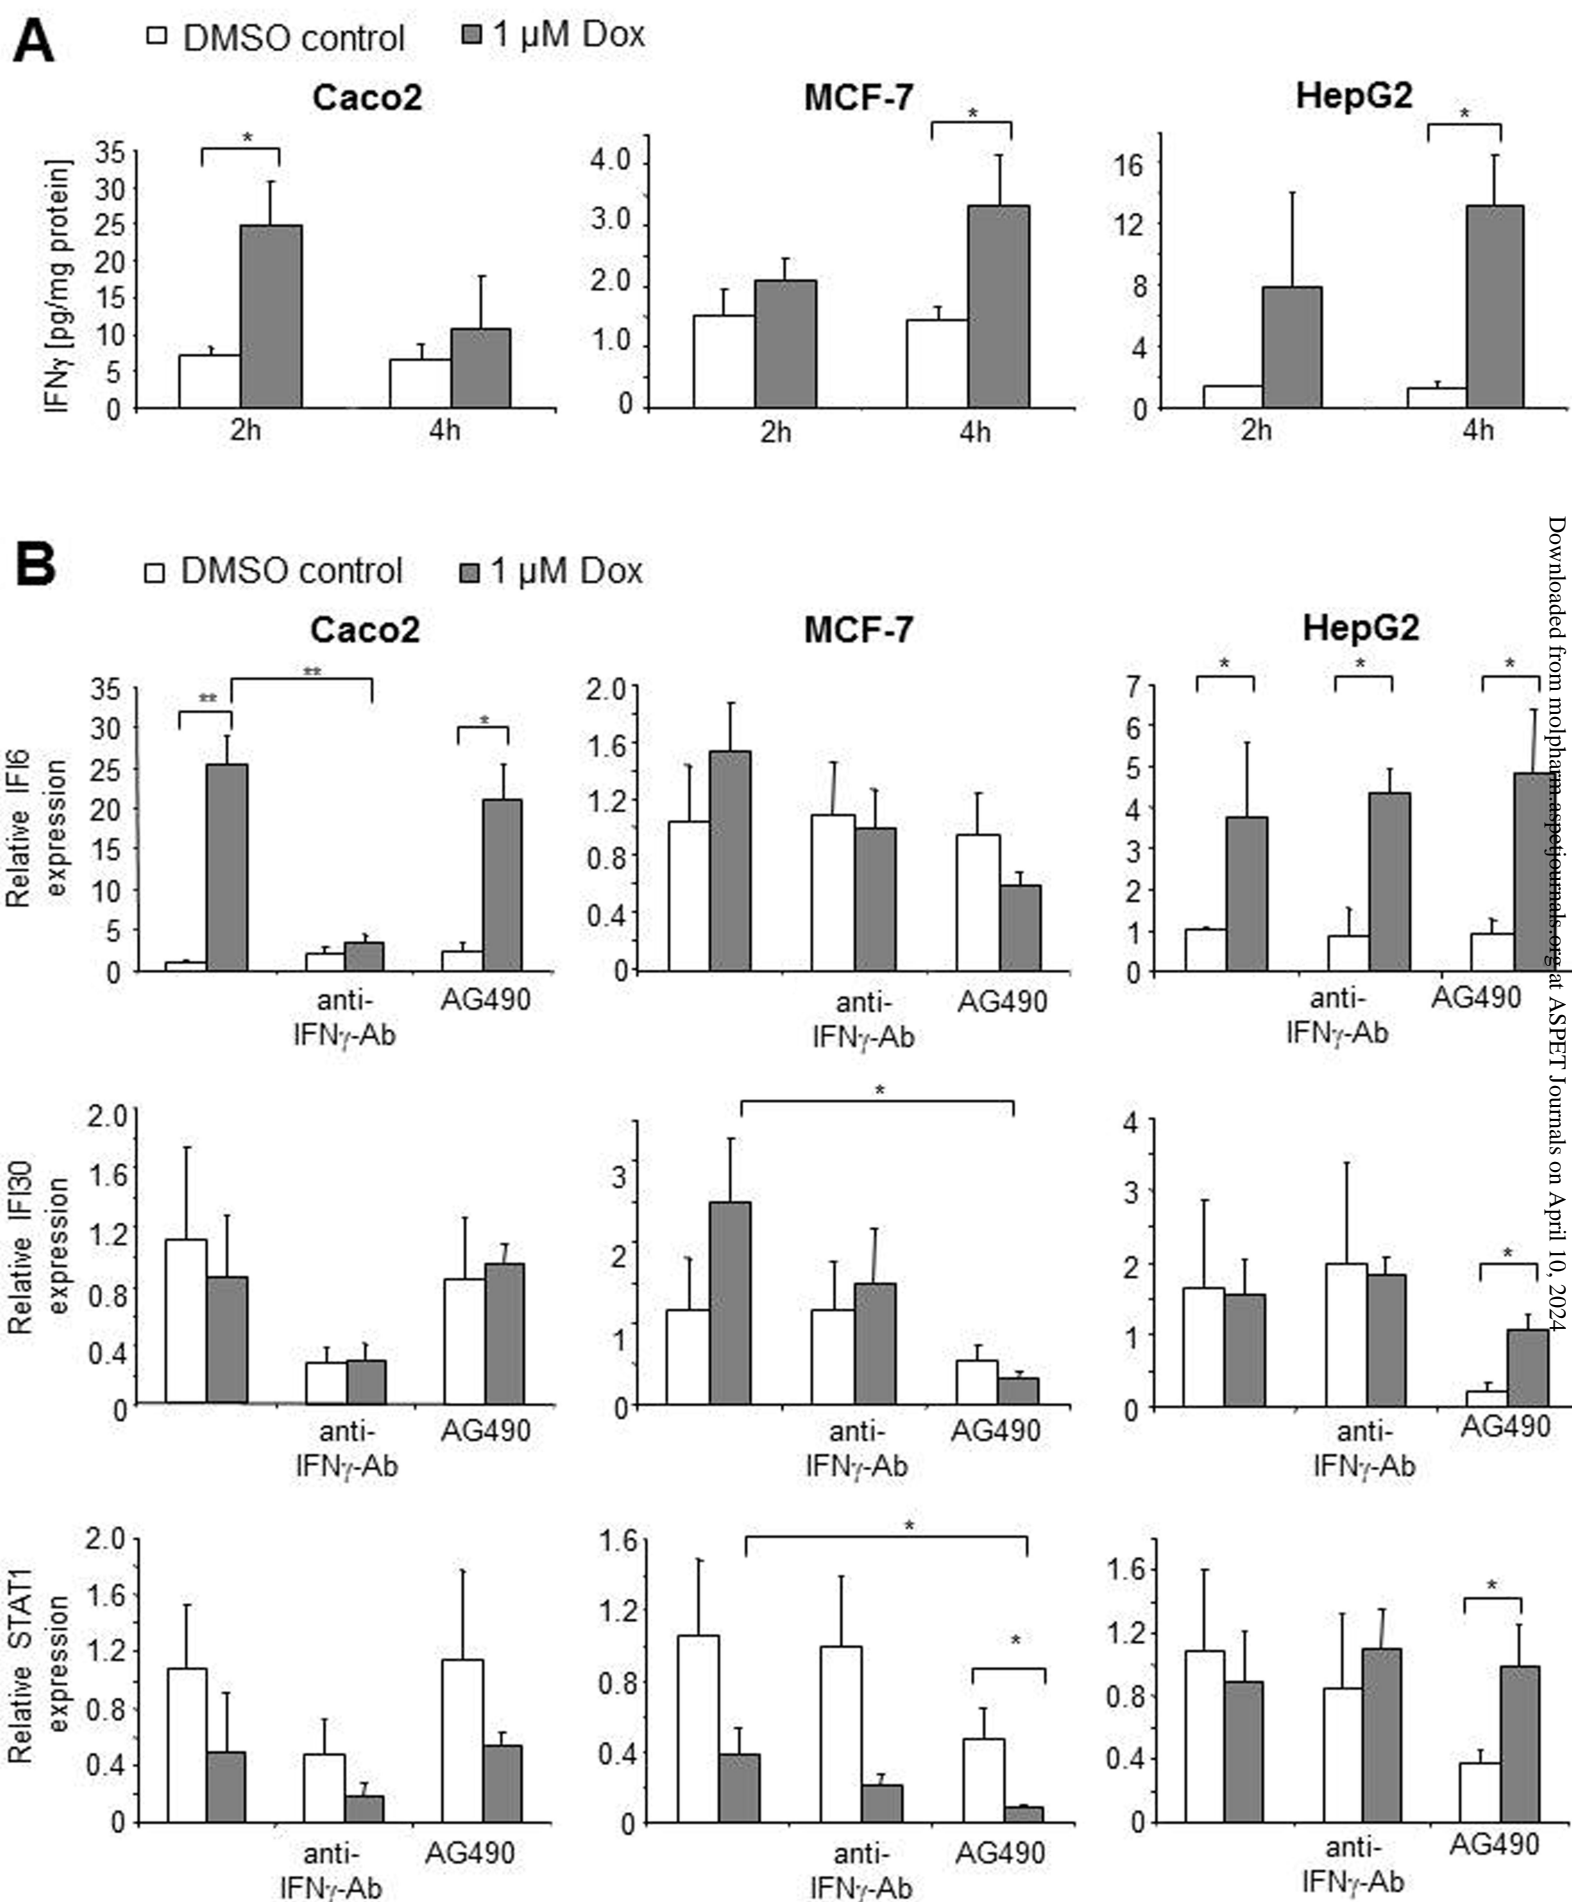 A
DMSO control 1 µM Dox
Caco2 MCF-7 HepG2
* * *
IFNγ [pg/mg protein]
35
30
25
20
15
10
5
0
2h 4h
4.0
3.0
2.0
1.0
0
2h 4h
16
12
8
4
0
2h 4h
B
DMSO control 1 µM Dox
Caco2 MCF-7 HepG2
Relative IFI6
expression
** ** *
35
30
25
20
15
10
5
0
anti-
IFNγ-Ab
AG490
2.0
1.6
1.2
0.8
0.4
0
anti-
IFNγ-Ab
AG490
* * *
7
6
5
4
3
2
1
0
anti-
IFNγ-Ab
AG490
Relative IFI30
expression
2.0
1.6
1.2
0.8
0.4
0
anti-
IFNγ-Ab
AG490
*
3
2
1
0
anti-
IFNγ-Ab
AG490
*
4
3
2
1
0
anti-
IFNγ-Ab
AG490
Relative STAT1
expression
2.0
1.6
1.2
0.8
0.4
0
anti-
IFNγ-Ab
AG490
* *
1.6
1.2
0.8
0.4
0
anti-
IFNγ-Ab
AG490
*
1.6
1.2
0.8
0.4
0
anti-
IFNγ-Ab
AG490
Downloaded from molpharm.aspetjournals.org at ASPET Journals on April 10, 2024